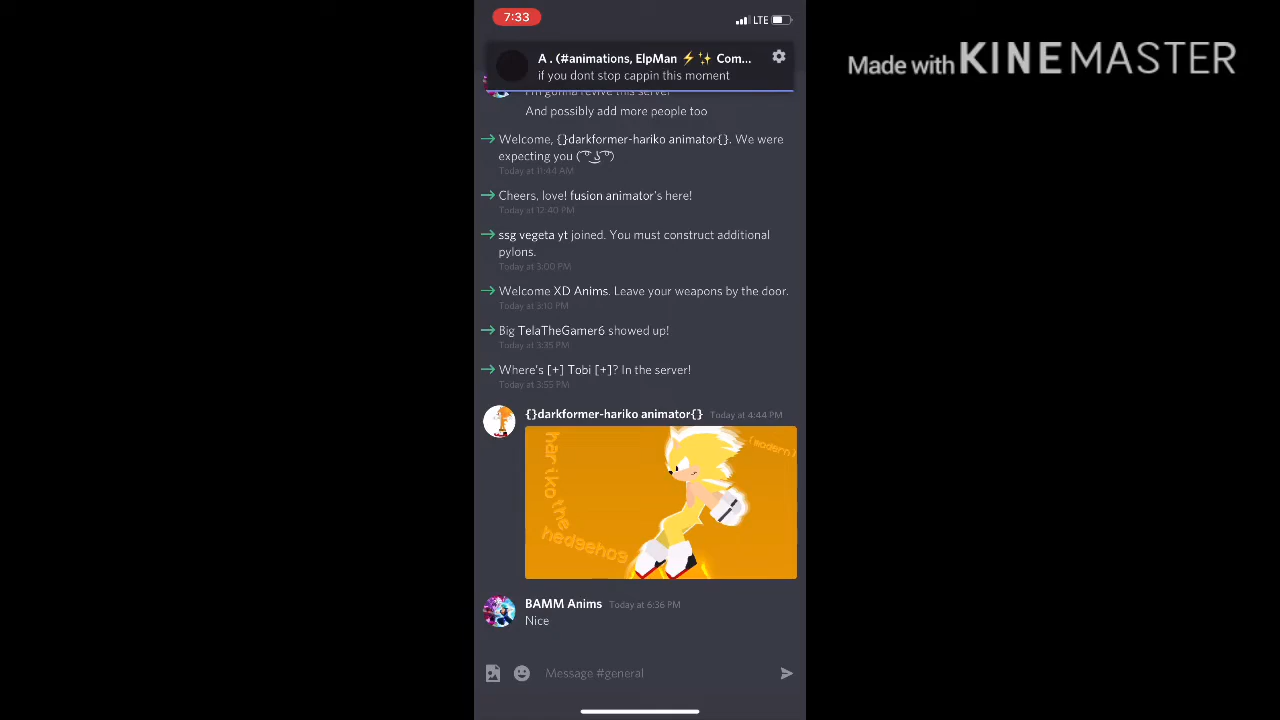 7:33
LTE
Made with KINEMASTER
A . (#animations, ElpMan ⚡✨ Com...
if you dont stop cappin this moment
I'm gonna revive this server
And possibly add more people too
Welcome, {}darkformer-hariko animator{}. We were
expecting you ( ͡° ͜ʖ ͡°)
Today at 11:44 AM
Cheers, love! fusion animator's here!
Today at 12:40 PM
ssg vegeta yt joined. You must construct additional
pylons.
Today at 3:00 PM
Welcome XD Anims. Leave your weapons by the door.
Today at 3:10 PM
Big TelaTheGamer6 showed up!
Today at 3:35 PM
Where's [+] Tobi [+]? In the server!
Today at 3:55 PM
{}darkformer-hariko animator{} Today at 4:44 PM
hariko the
hedgehog
(modern)
BAMM Anims Today at 6:36 PM
Nice
Message #general